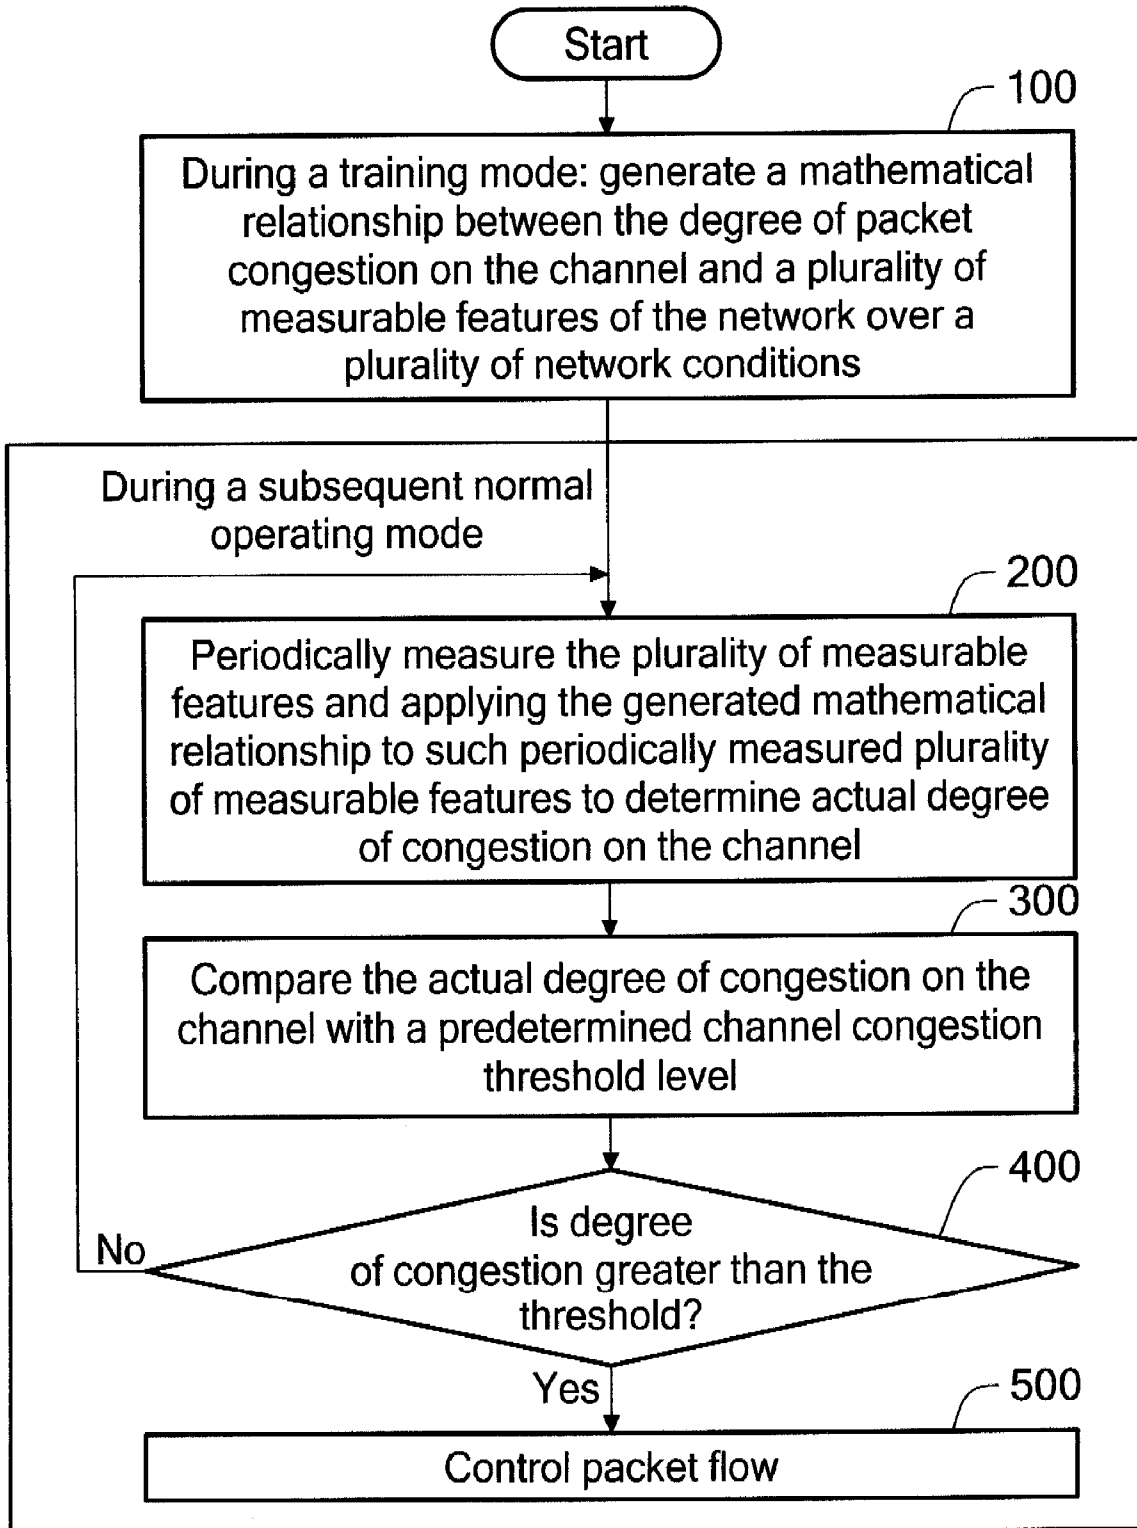 Start
100
During a training mode: generate a mathematical
relationship between the degree of packet
congestion on the channel and a plurality of
measurable features of the network over a
plurality of network conditions
During a subsequent normal
operating mode
200
Periodically measure the plurality of measurable
features and applying the generated mathematical
relationship to such periodically measured plurality
of measurable features to determine actual degree
of congestion on the channel
300
Compare the actual degree of congestion on the
channel with a predetermined channel congestion
threshold level
400
Is degree
of congestion greater than the
threshold?
No
Yes
500
Control packet flow